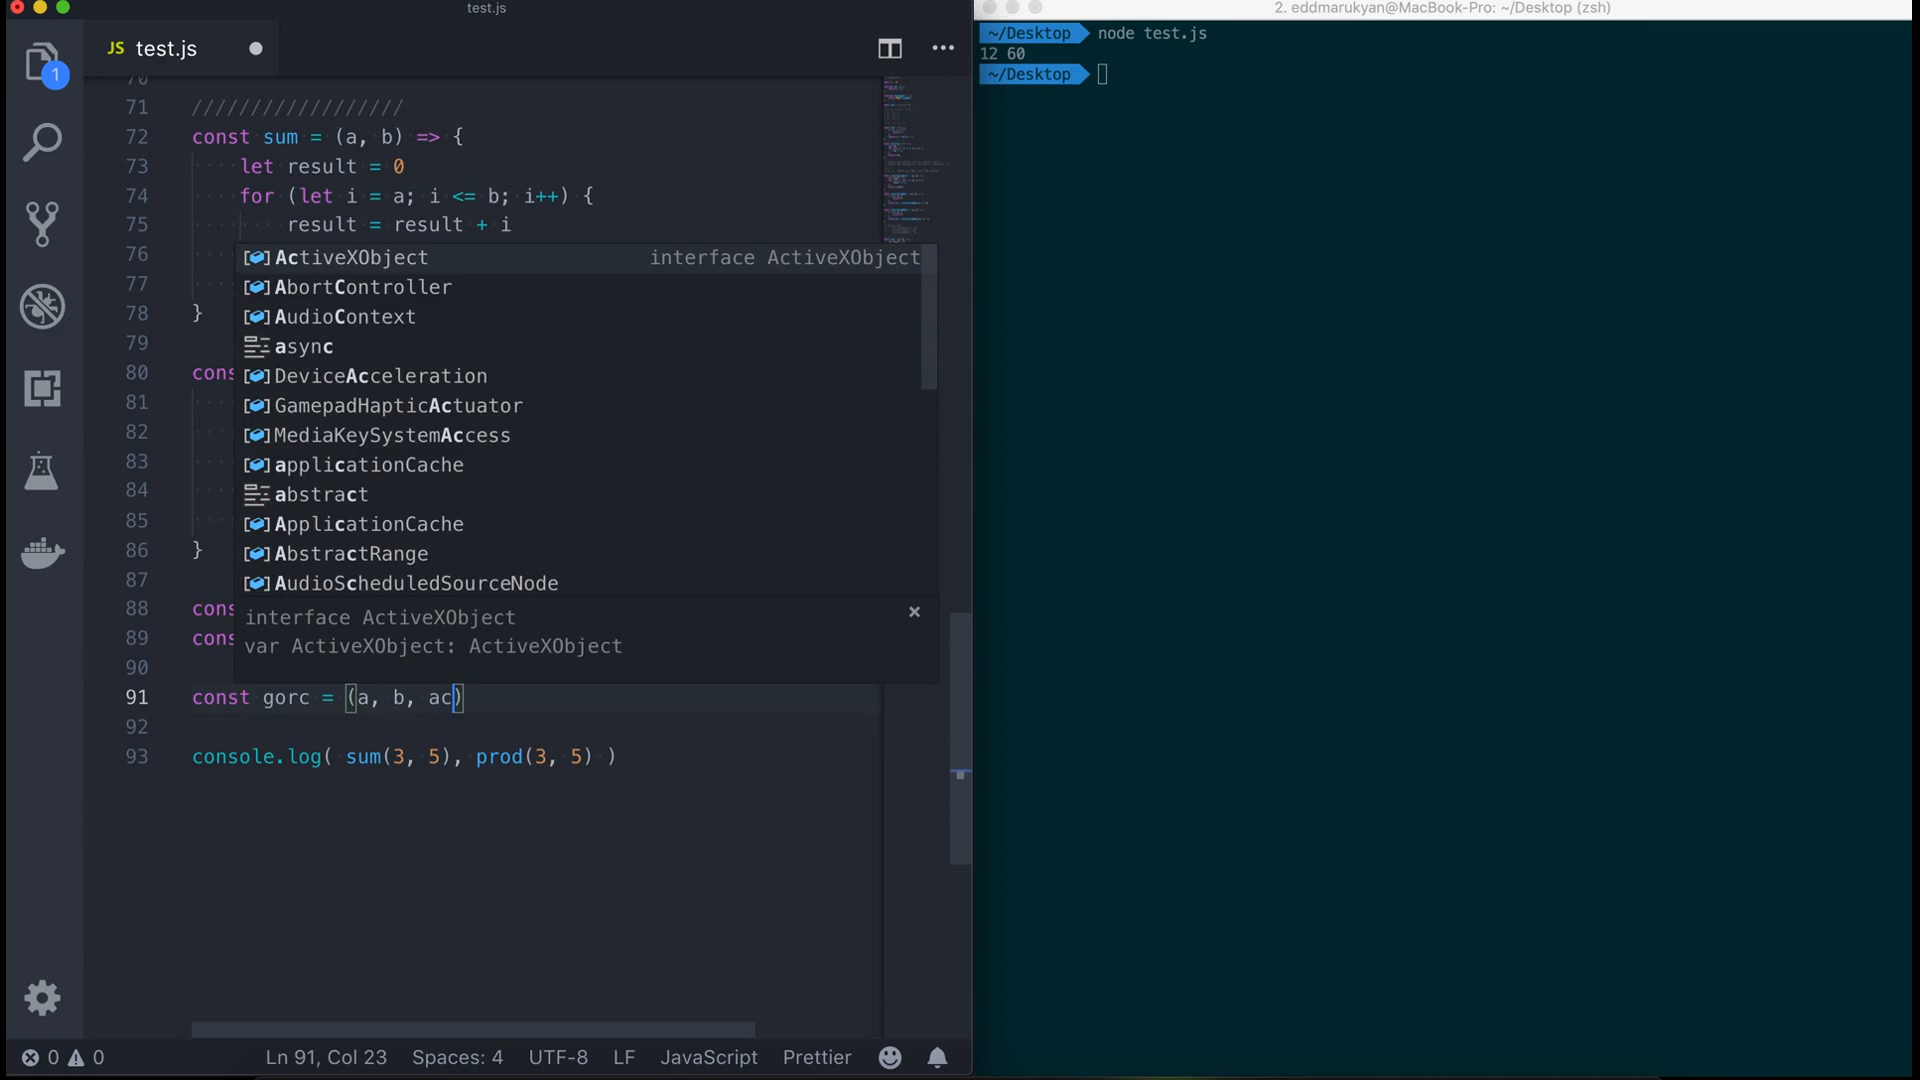 test.js
JS test.js
1
70
71 //////////////////
72 const sum = (a, b) => {
73 let result = 0
74 for (let i = a; i <= b; i++) {
75 result = result + i
76
77
78 }
79
80 cons
81
82
83
84
85
86 }
87
88 cons
89 cons
90
91 const gorc = (a, b, ac)
92
93 console.log( sum(3, 5), prod(3, 5) )
ActiveXObject interface ActiveXObject
AbortController
AudioContext
async
DeviceAcceleration
GamepadHapticActuator
MediaKeySystemAccess
applicationCache
abstract
ApplicationCache
AbstractRange
AudioScheduledSourceNode
interface ActiveXObject
var ActiveXObject: ActiveXObject
0 0 Ln 91, Col 23 Spaces: 4 UTF-8 LF JavaScript Prettier
2. eddmarukyan@MacBook-Pro: ~/Desktop (zsh)
~/Desktop node test.js
12 60
~/Desktop